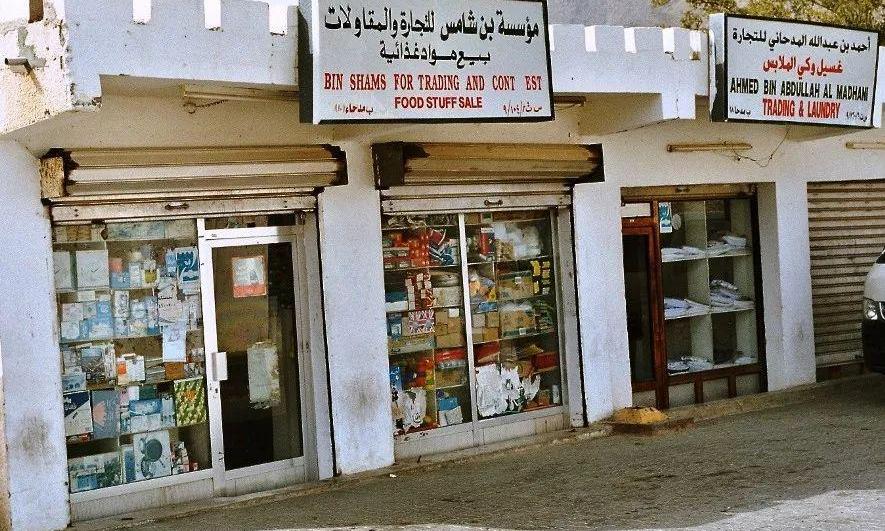 مؤسسة بن شامس للتجارة والمقاولات
بيع مواد غذائية
BIN SHAMS FOR TRADING AND CONT EST
FOOD STUFF SALE
أحمد بن عبدالله المدحاني للتجارة
غسيل وكي الملابس
AHMED BIN ABDULLAH AL MADHANI
TRADING & LAUNDRY